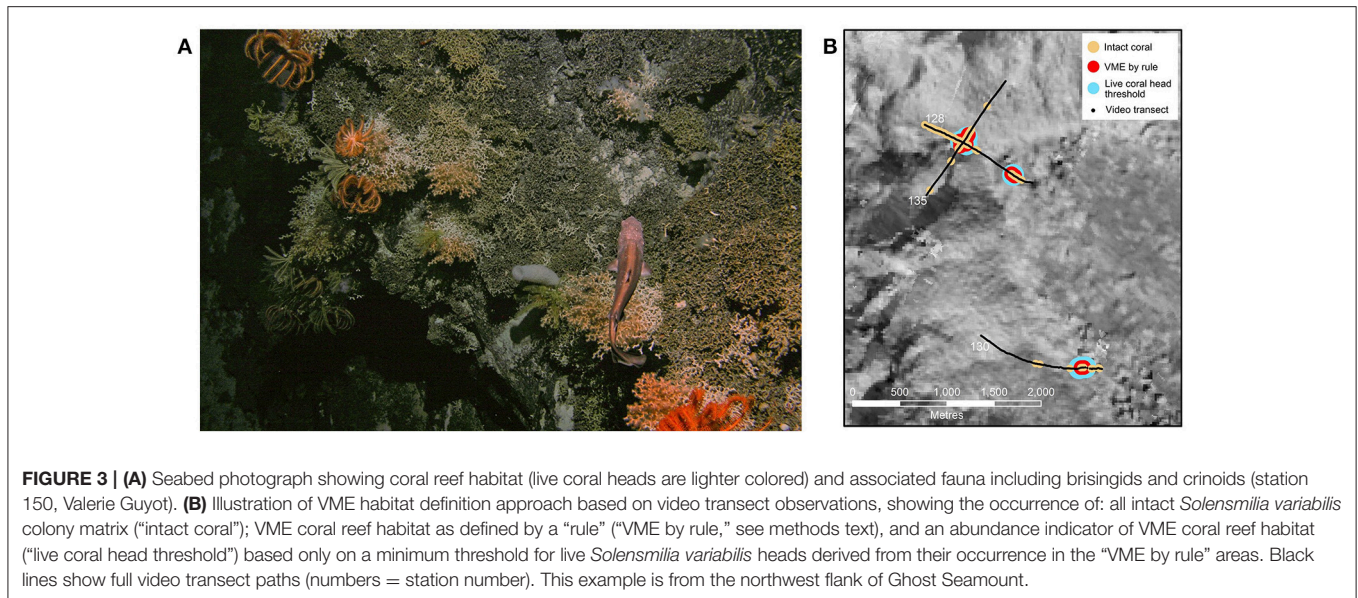 A
B
Intact coral
VME by rule
Live coral head
threshold
Video transect
128
135
130
0 500 1,000 1,500 2,000
Metres
FIGURE 3 | (A) Seabed photograph showing coral reef habitat (live coral heads are lighter colored) and associated fauna including brisingids and crinoids (station
150, Valerie Guyot). (B) Illustration of VME habitat definition approach based on video transect observations, showing the occurrence of: all intact Solensmilia variabilis
colony matrix (“intact coral”); VME coral reef habitat as defined by a “rule” (“VME by rule,” see methods text), and an abundance indicator of VME coral reef habitat
(“live coral head threshold”) based only on a minimum threshold for live Solensmilia variabilis heads derived from their occurrence in the “VME by rule” areas. Black
lines show full video transect paths (numbers = station number). This example is from the northwest flank of Ghost Seamount.